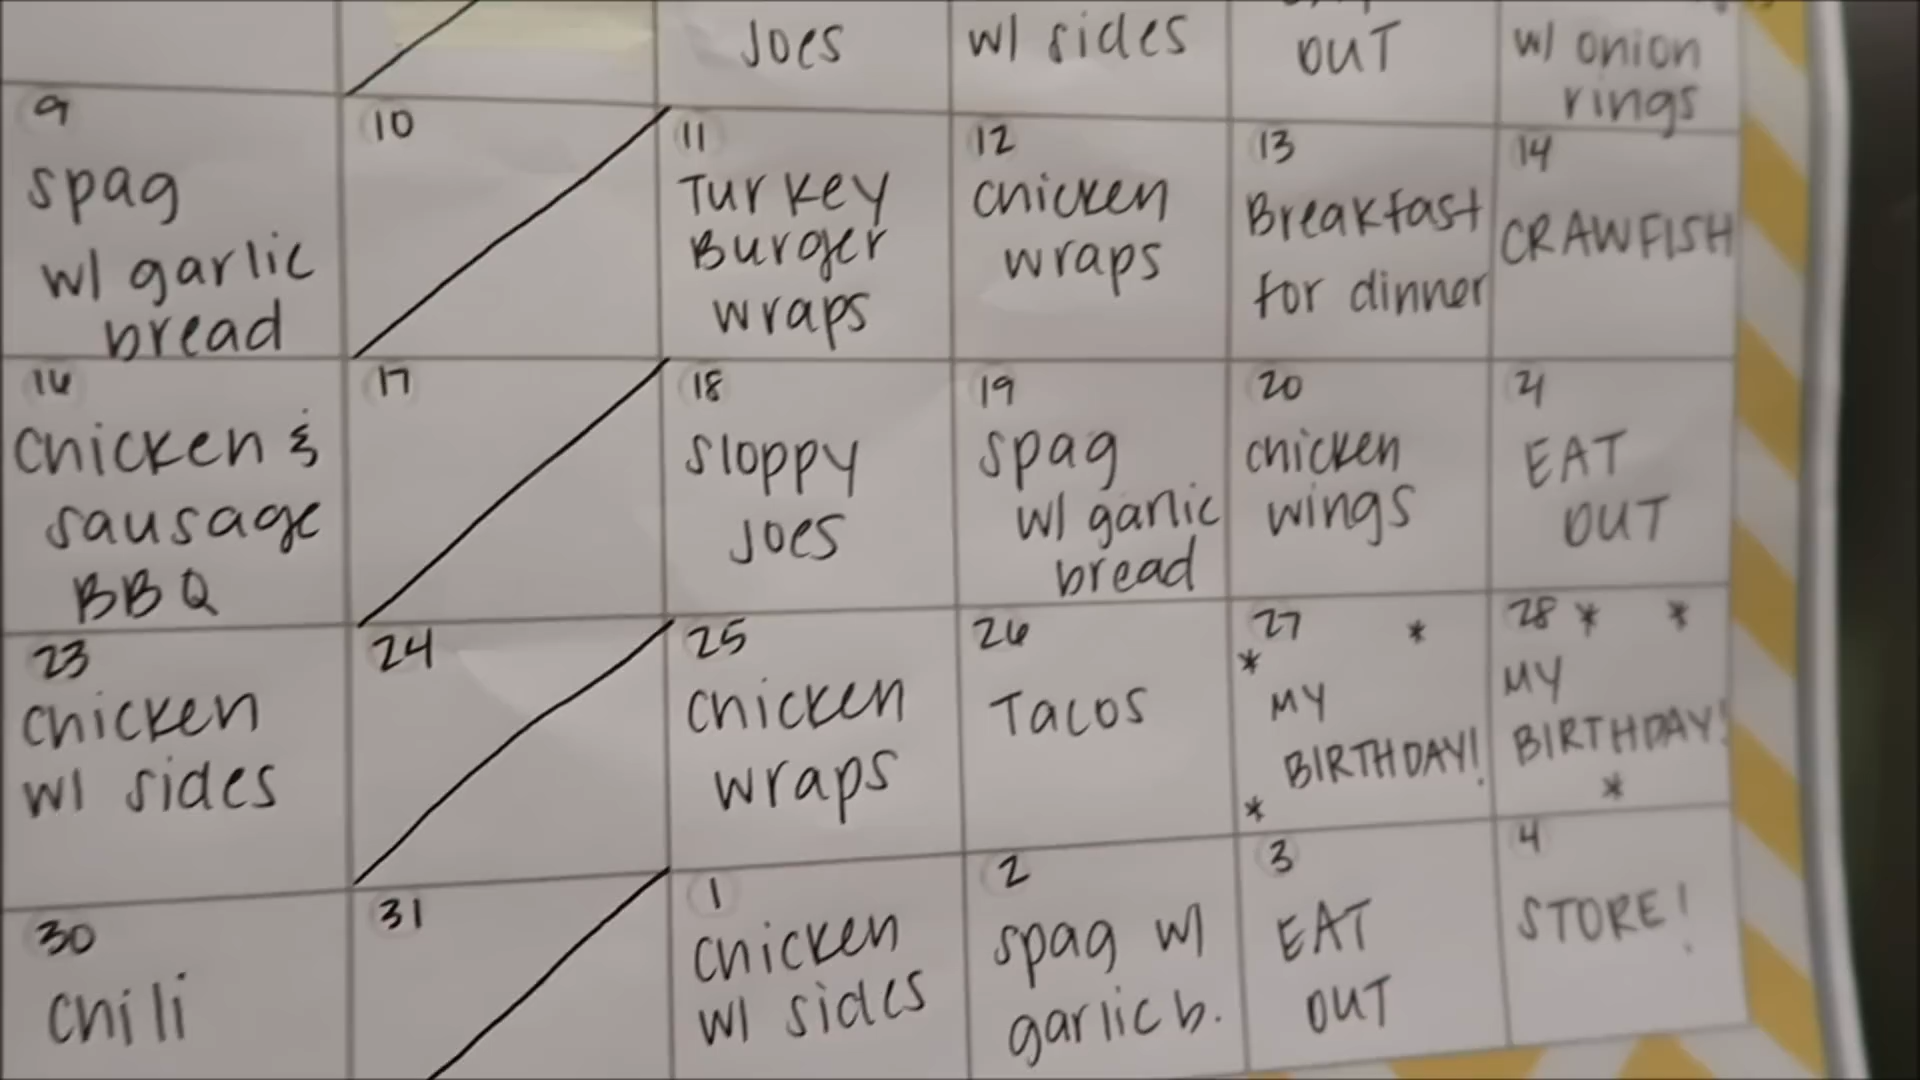 Joes
w/ sides
OUT
w/ onion
rings
9
spag
w/ garlic
bread
10
11
Turkey
Burger
wraps
12
chicken
wraps
13
Breakfast
for dinner
14
CRAWFISH
16
chicken &
sausage
BBQ
17
18
sloppy
Joes
19
spag
w/ garlic
bread
20
chicken
wings
21
EAT
OUT
23
chicken
w/ sides
24
25
chicken
wraps
26
Tacos
27
* *
MY
BIRTHDAY!
*
28 * *
MY
BIRTHDAY!
*
30
chili
31
1
chicken
w/ sides
2
spag w/
garlic b.
3
EAT
OUT
4
STORE!